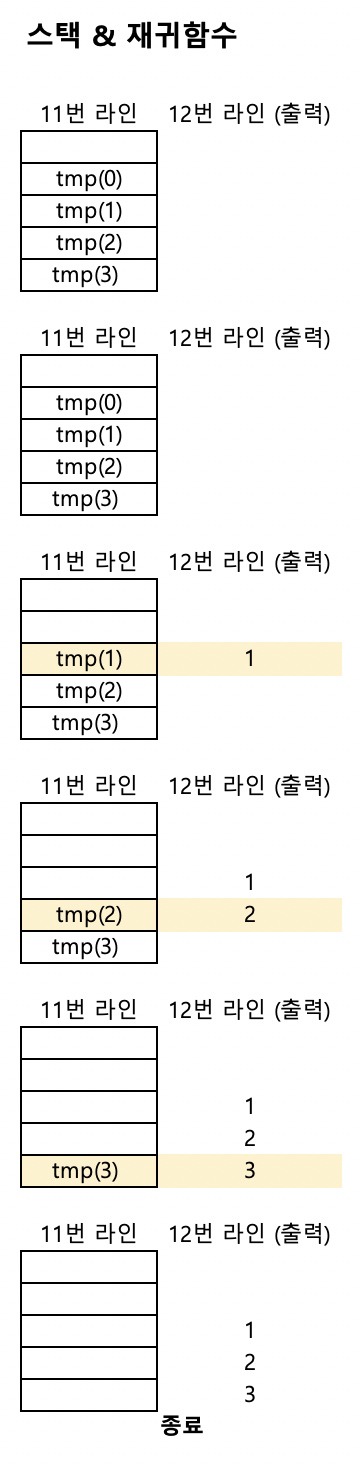 스택 & 재귀함수
11번 라인 12번 라인 (출력)
tmp(0)
tmp(1)
tmp(2)
tmp(3)
11번 라인 12번 라인 (출력)
tmp(0)
tmp(1)
tmp(2)
tmp(3)
11번 라인 12번 라인 (출력)
tmp(1) 1
tmp(2)
tmp(3)
11번 라인 12번 라인 (출력)
1
tmp(2) 2
tmp(3)
11번 라인 12번 라인 (출력)
1
2
tmp(3) 3
11번 라인 12번 라인 (출력)
1
2
3
종료